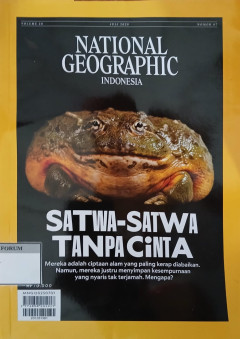 NATIONAL
GEOGRAPHIC
INDONESIA
SATWA-SATWA
TANPA CiNTA
Mereka adalah ciptaan alam yang paling kerap diabaikan.
Namun, mereka justru menyimpan kesempurnaan
yang nyaris tak terjamah. Mengapa?
FORUM